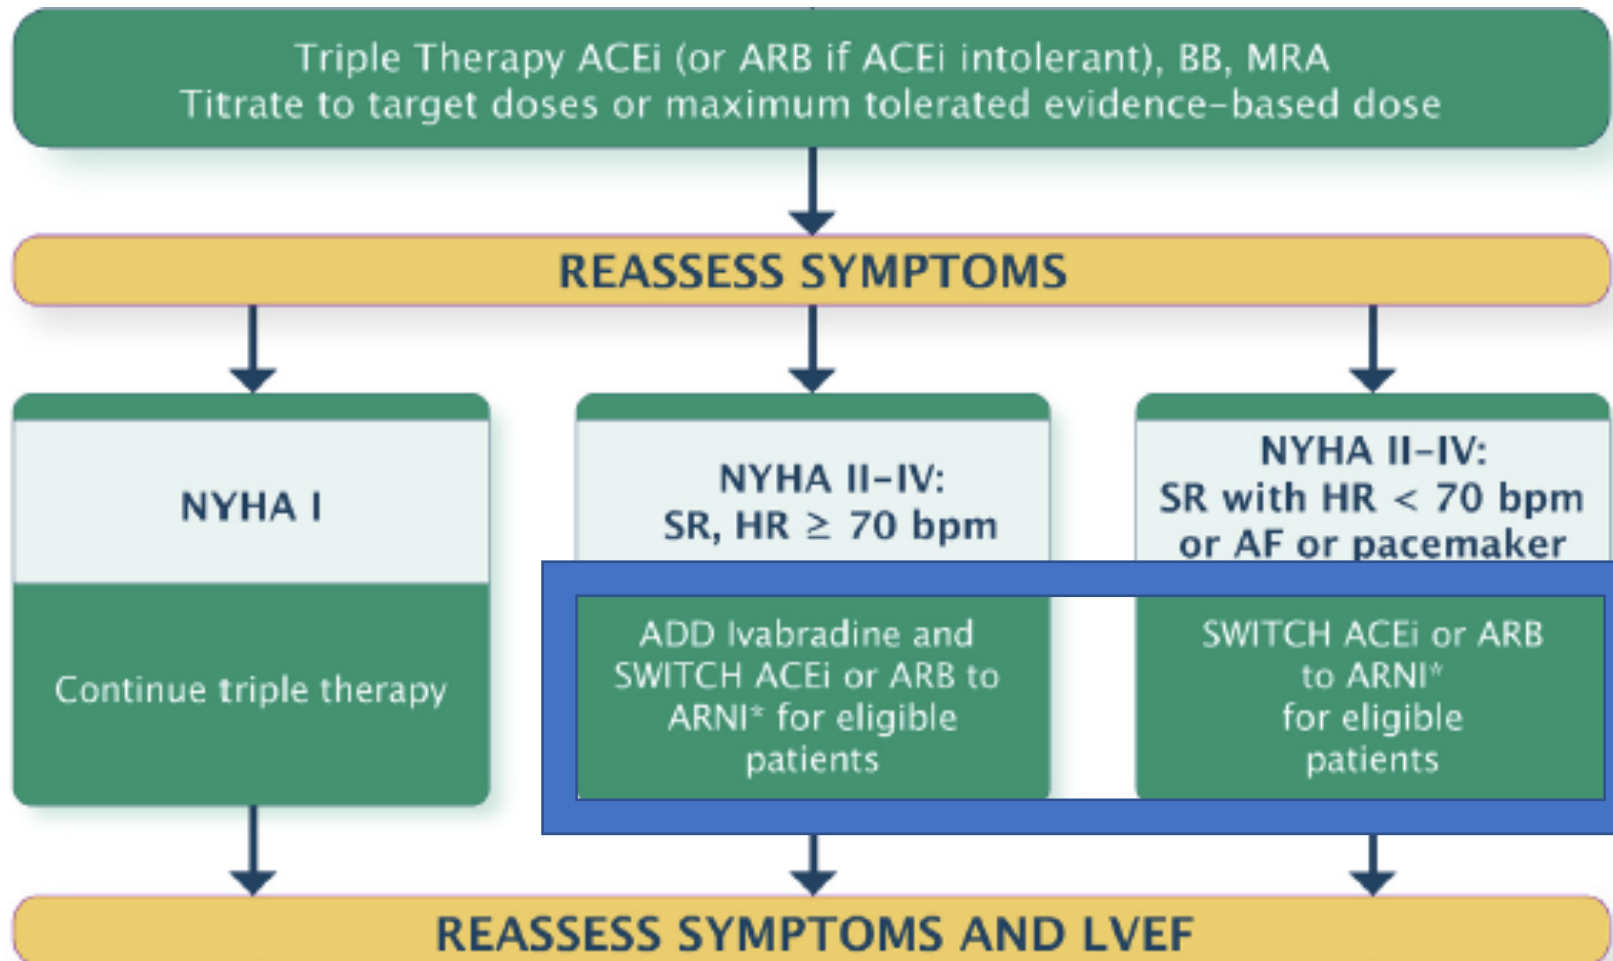 Triple Therapy ACEi (or ARB if ACEi intolerant), BB, MRA
Titrate to target doses or maximum tolerated evidence-based dose
REASSESS SYMPTOMS
NYHA I
Continue triple therapy
NYHA II-IV:
SR, HR ≥ 70 bpm
ADD Ivabradine and
SWITCH ACEi or ARB to
ARNI* for eligible
patients
NYHA II-IV:
SR with HR < 70 bpm
or AF or pacemaker
SWITCH ACEi or ARB
to ARNI*
for eligible
patients
REASSESS SYMPTOMS AND LVEF